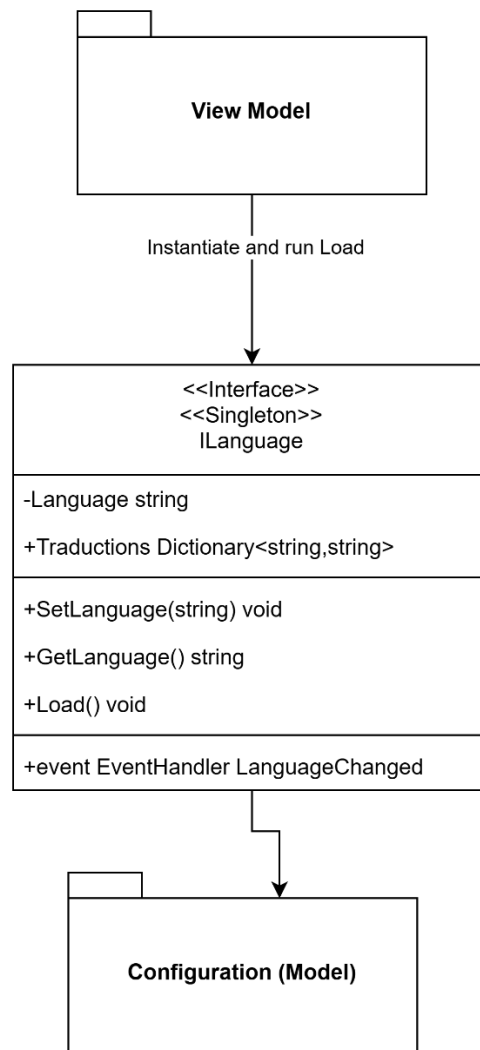 View Model
Instantiate and run Load
<<Interface>>
<<Singleton>>
ILanguage
-Language string
+Traductions Dictionary<string,string>
+SetLanguage(string) void
+GetLanguage() string
+Load() void
+event EventHandler LanguageChanged
Configuration (Model)